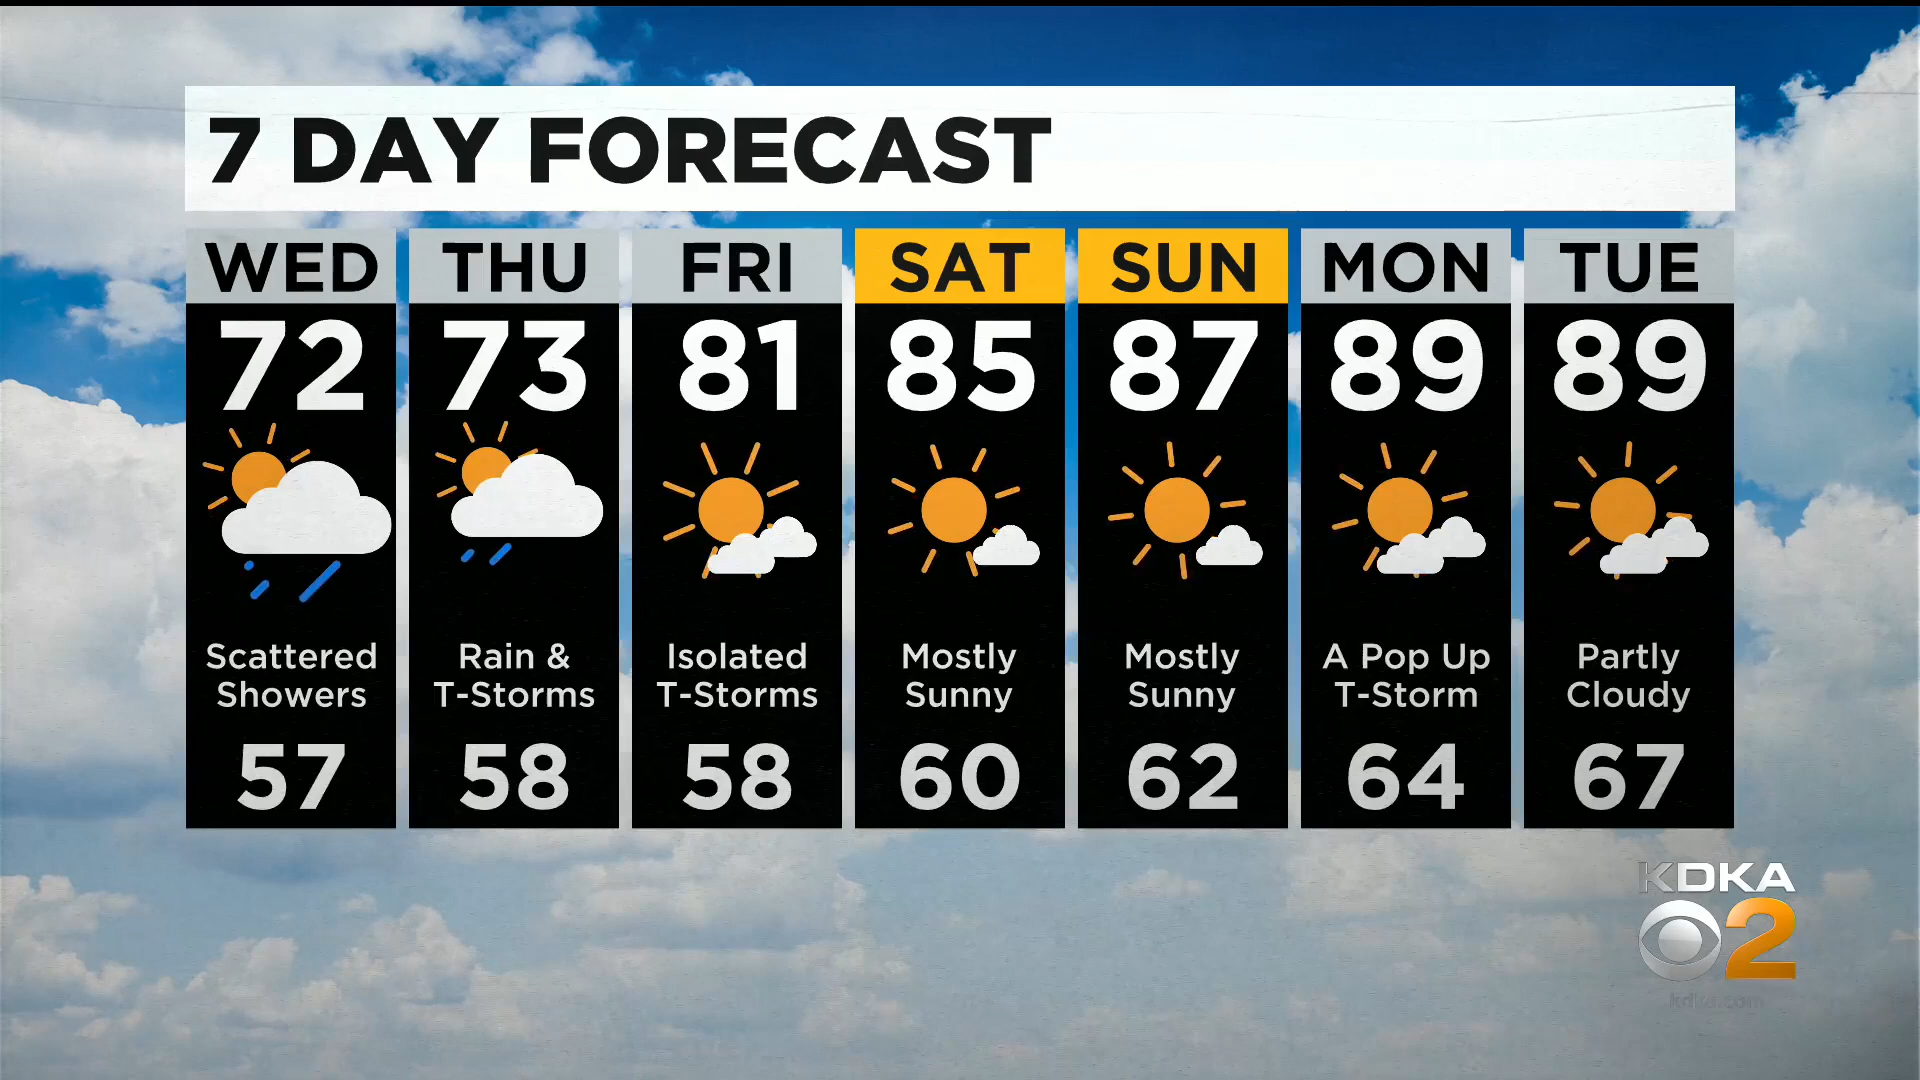 7 DAY FORECAST
WED THU FRI SAT SUN MON TUE
72 73 81 85 87 89 89
Scattered Rain & Isolated Mostly Mostly A Pop Up Partly
Showers T-Storms T-Storms Sunny Sunny T-Storm Cloudy
57 58 58 60 62 64 67
KDKA
2
kdka.com